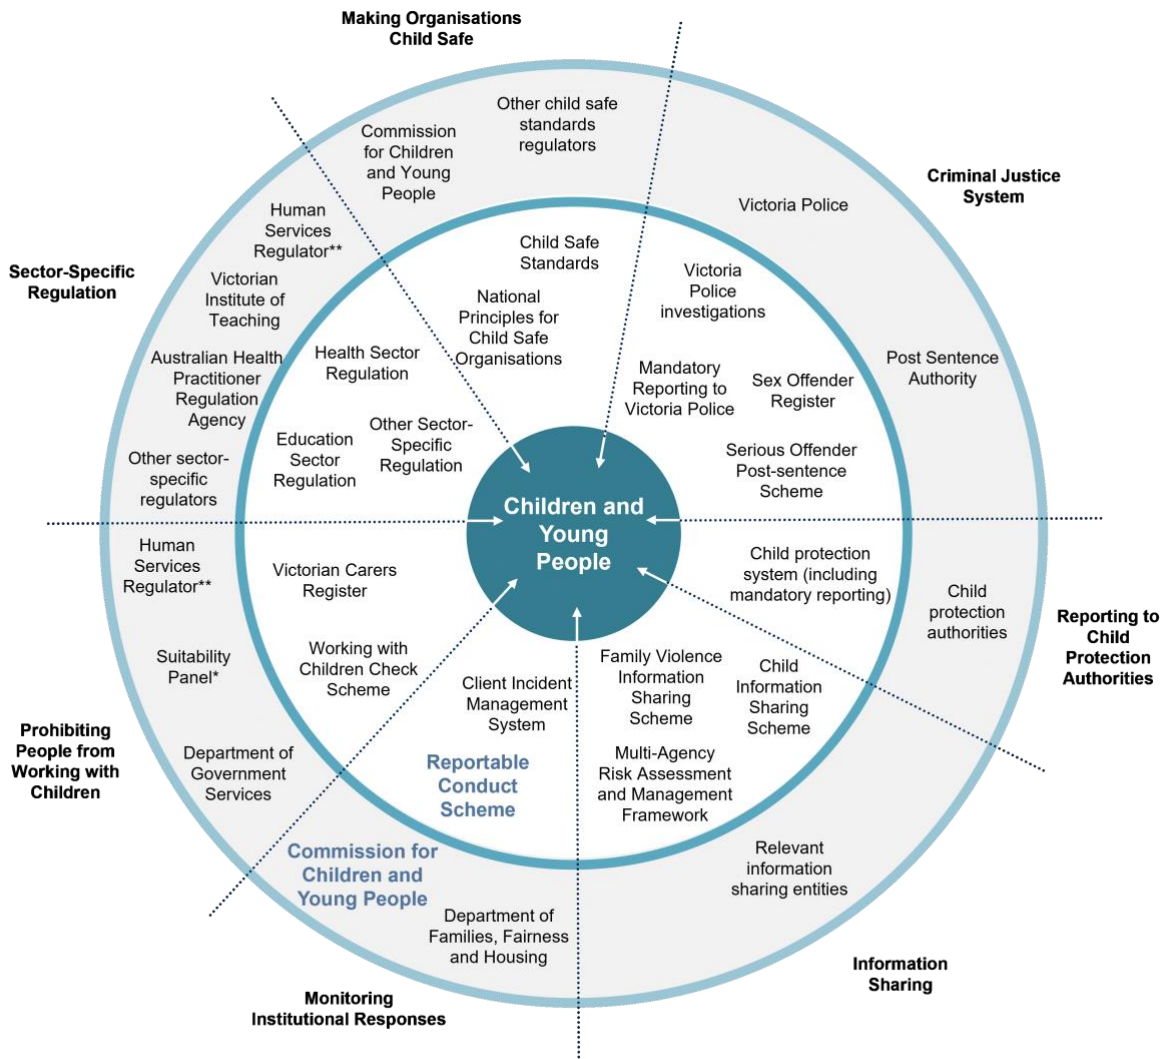 Making Organisations
Child Safe
Other child safe
standards
regulators
Commission
for Children
and Young
People
Criminal Justice
System
Victoria Police
Human
Services
Regulator**
Sector-Specific
Regulation
Victorian
Institute of
Teaching
Child Safe
Standards
Victoria
Police
investigations
National
Principles for
Child Safe
Organisations
Health Sector
Regulation
Australian Health
Practitioner
Regulation
Agency
Post Sentence
Authority
Mandatory
Reporting to
Victoria Police
Sex Offender
Register
Other Sector-
Specific
Regulation
Education
Sector
Regulation
Other sector-
specific
regulators
Serious Offender
Post-sentence
Scheme
Children and
Young
People
Human
Services
Regulator**
Victorian Carers
Register
Child protection
system (including
mandatory reporting)
Child
protection
authorities
Reporting to
Child
Protection
Authorities
Suitability
Panel*
Working with
Children Check
Scheme
Client Incident
Management
System
Family Violence
Information
Sharing
Scheme
Child
Information
Sharing
Scheme
Prohibiting
People from
Working with
Children
Department of
Government
Services
Reportable
Conduct
Scheme
Multi-Agency
Risk Assessment
and Management
Framework
Commission for
Children and
Young People
Relevant
information
sharing entities
Department of
Families, Fairness
and Housing
Information
Sharing
Monitoring
Institutional Responses